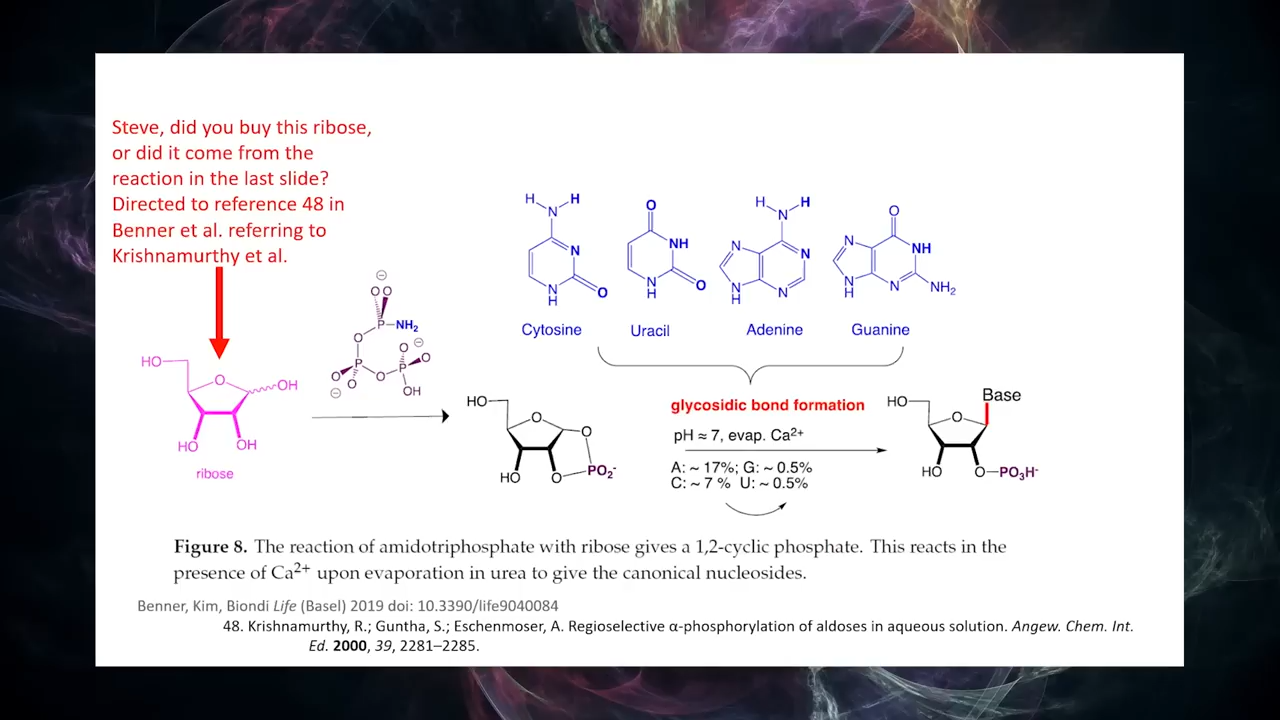 Steve, did you buy this ribose,
or did it come from the
reaction in the last slide?
Directed to reference 48 in
Benner et al. referring to
Krishnamurthy et al.
H H
N
N
N
H
O
O
NH
N
H
O
H H
N
N
N
N
H
N
O
N
NH
N
H
N
NH₂
Cytosine
Uracil
Adenine
Guanine
⊖
O O
P NH₂
O
⊖
O
O
P
P
O
O
O
O
⊖
OH
HO
O
OH
HO
OH
ribose
HO
O
O
HO
O
PO₂⁻
glycosidic bond formation
pH ≈ 7, evap. Ca²⁺
A: ~ 17%; G: ~ 0.5%
C: ~ 7 % U: ~ 0.5%
HO
Base
O
HO
O–PO₃H⁻
Figure 8. The reaction of amidotriphosphate with ribose gives a 1,2-cyclic phosphate. This reacts in the
presence of Ca²⁺ upon evaporation in urea to give the canonical nucleosides.
Benner, Kim, Biondi Life (Basel) 2019 doi: 10.3390/life9040084
48. Krishnamurthy, R.; Guntha, S.; Eschenmoser, A. Regioselective α-phosphorylation of aldoses in aqueous solution. Angew. Chem. Int.
Ed. 2000, 39, 2281–2285.